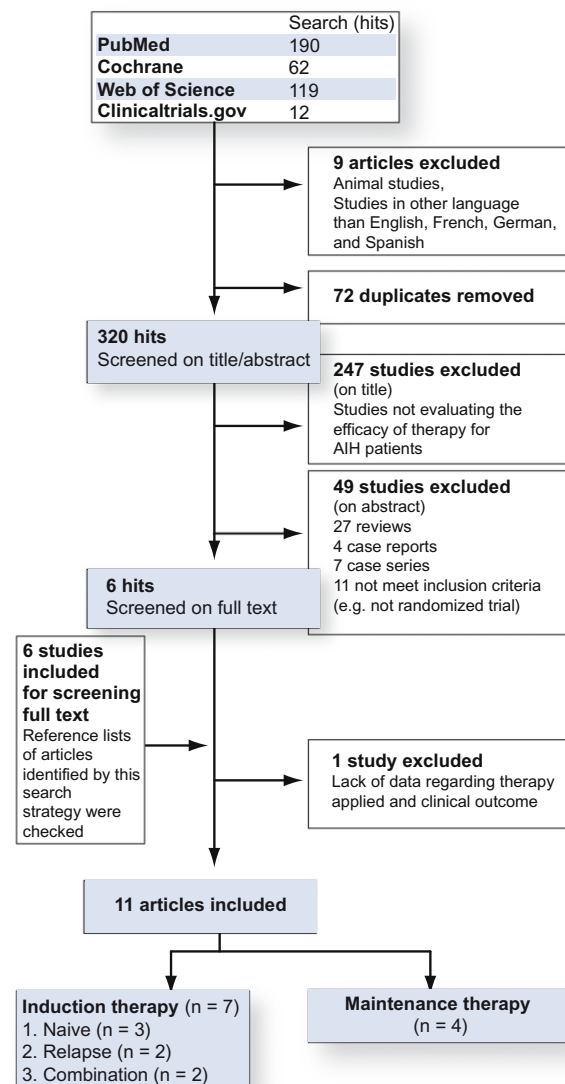 Search (hits)
PubMed 190
Cochrane 62
Web of Science 119
Clinicaltrials.gov 12
9 articles excluded
Animal studies,
Studies in other language
than English, French, German,
and Spanish
72 duplicates removed
320 hits
Screened on title/abstract
247 studies excluded
(on title)
Studies not evaluating the
efficacy of therapy for
AIH patients
49 studies excluded
(on abstract)
27 reviews
4 case reports
7 case series
11 not meet inclusion criteria
(e.g. not randomized trial)
6 hits
Screened on full text
6 studies
included
for screening
full text
Reference lists
of articles
identified by this
search
strategy were
checked
1 study excluded
Lack of data regarding therapy
applied and clinical outcome
11 articles included
Induction therapy (n = 7)
1. Naive (n = 3)
2. Relapse (n = 2)
3. Combination (n = 2)
Maintenance therapy
(n = 4)